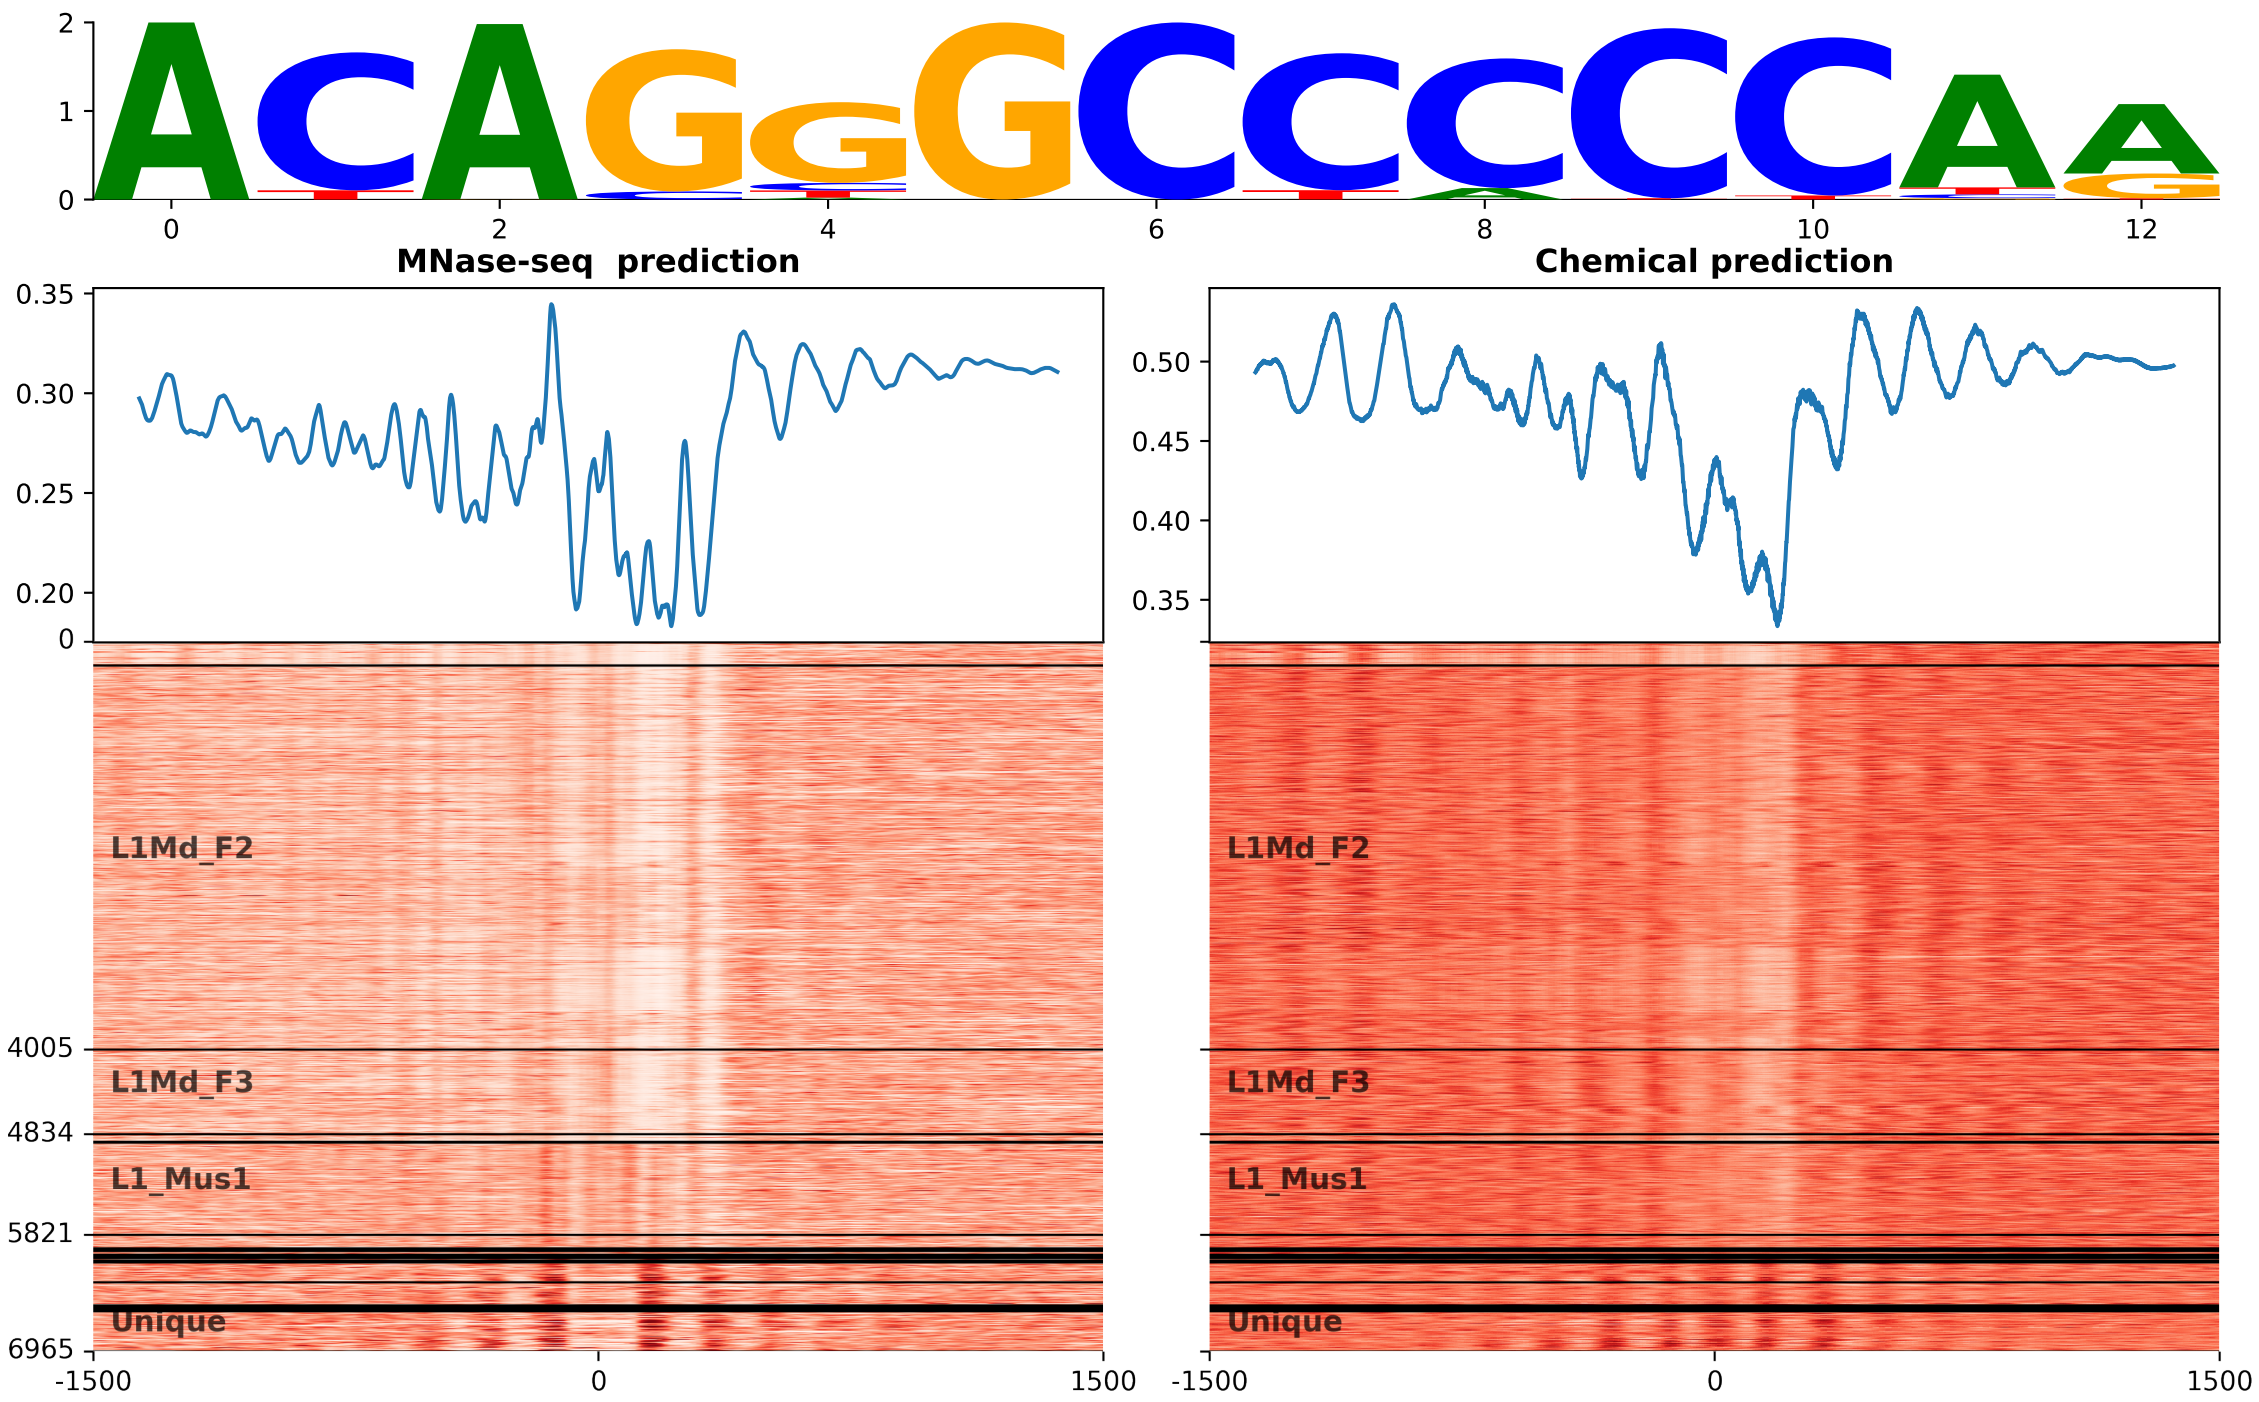 2
1
0
ACAGGGCCCCCAA
0 2 4 6 8 10 12
MNase-seq prediction
Chemical prediction
0.35
0.30
0.25
0.20
0
0.50
0.45
0.40
0.35
L1Md_F2
L1Md_F2
4005
L1Md_F3
L1Md_F3
4834
L1_Mus1
L1_Mus1
5821
Unique
Unique
6965
-1500 0 1500
-1500 0 1500